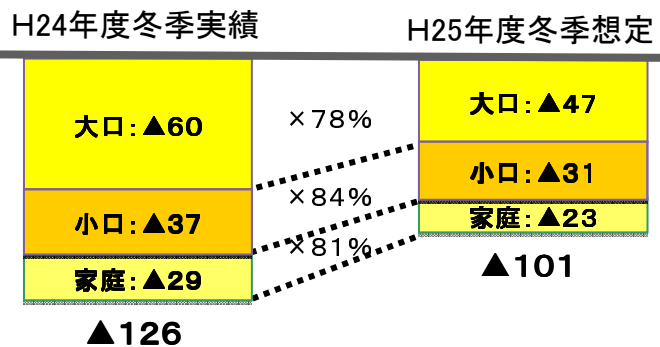 H24年度冬季実績
H25年度冬季想定
大口：▲60
×78%
大口：▲47
小口：▲37
×84%
小口：▲31
家庭：▲29
×81%
家庭：▲23
▲126
▲101